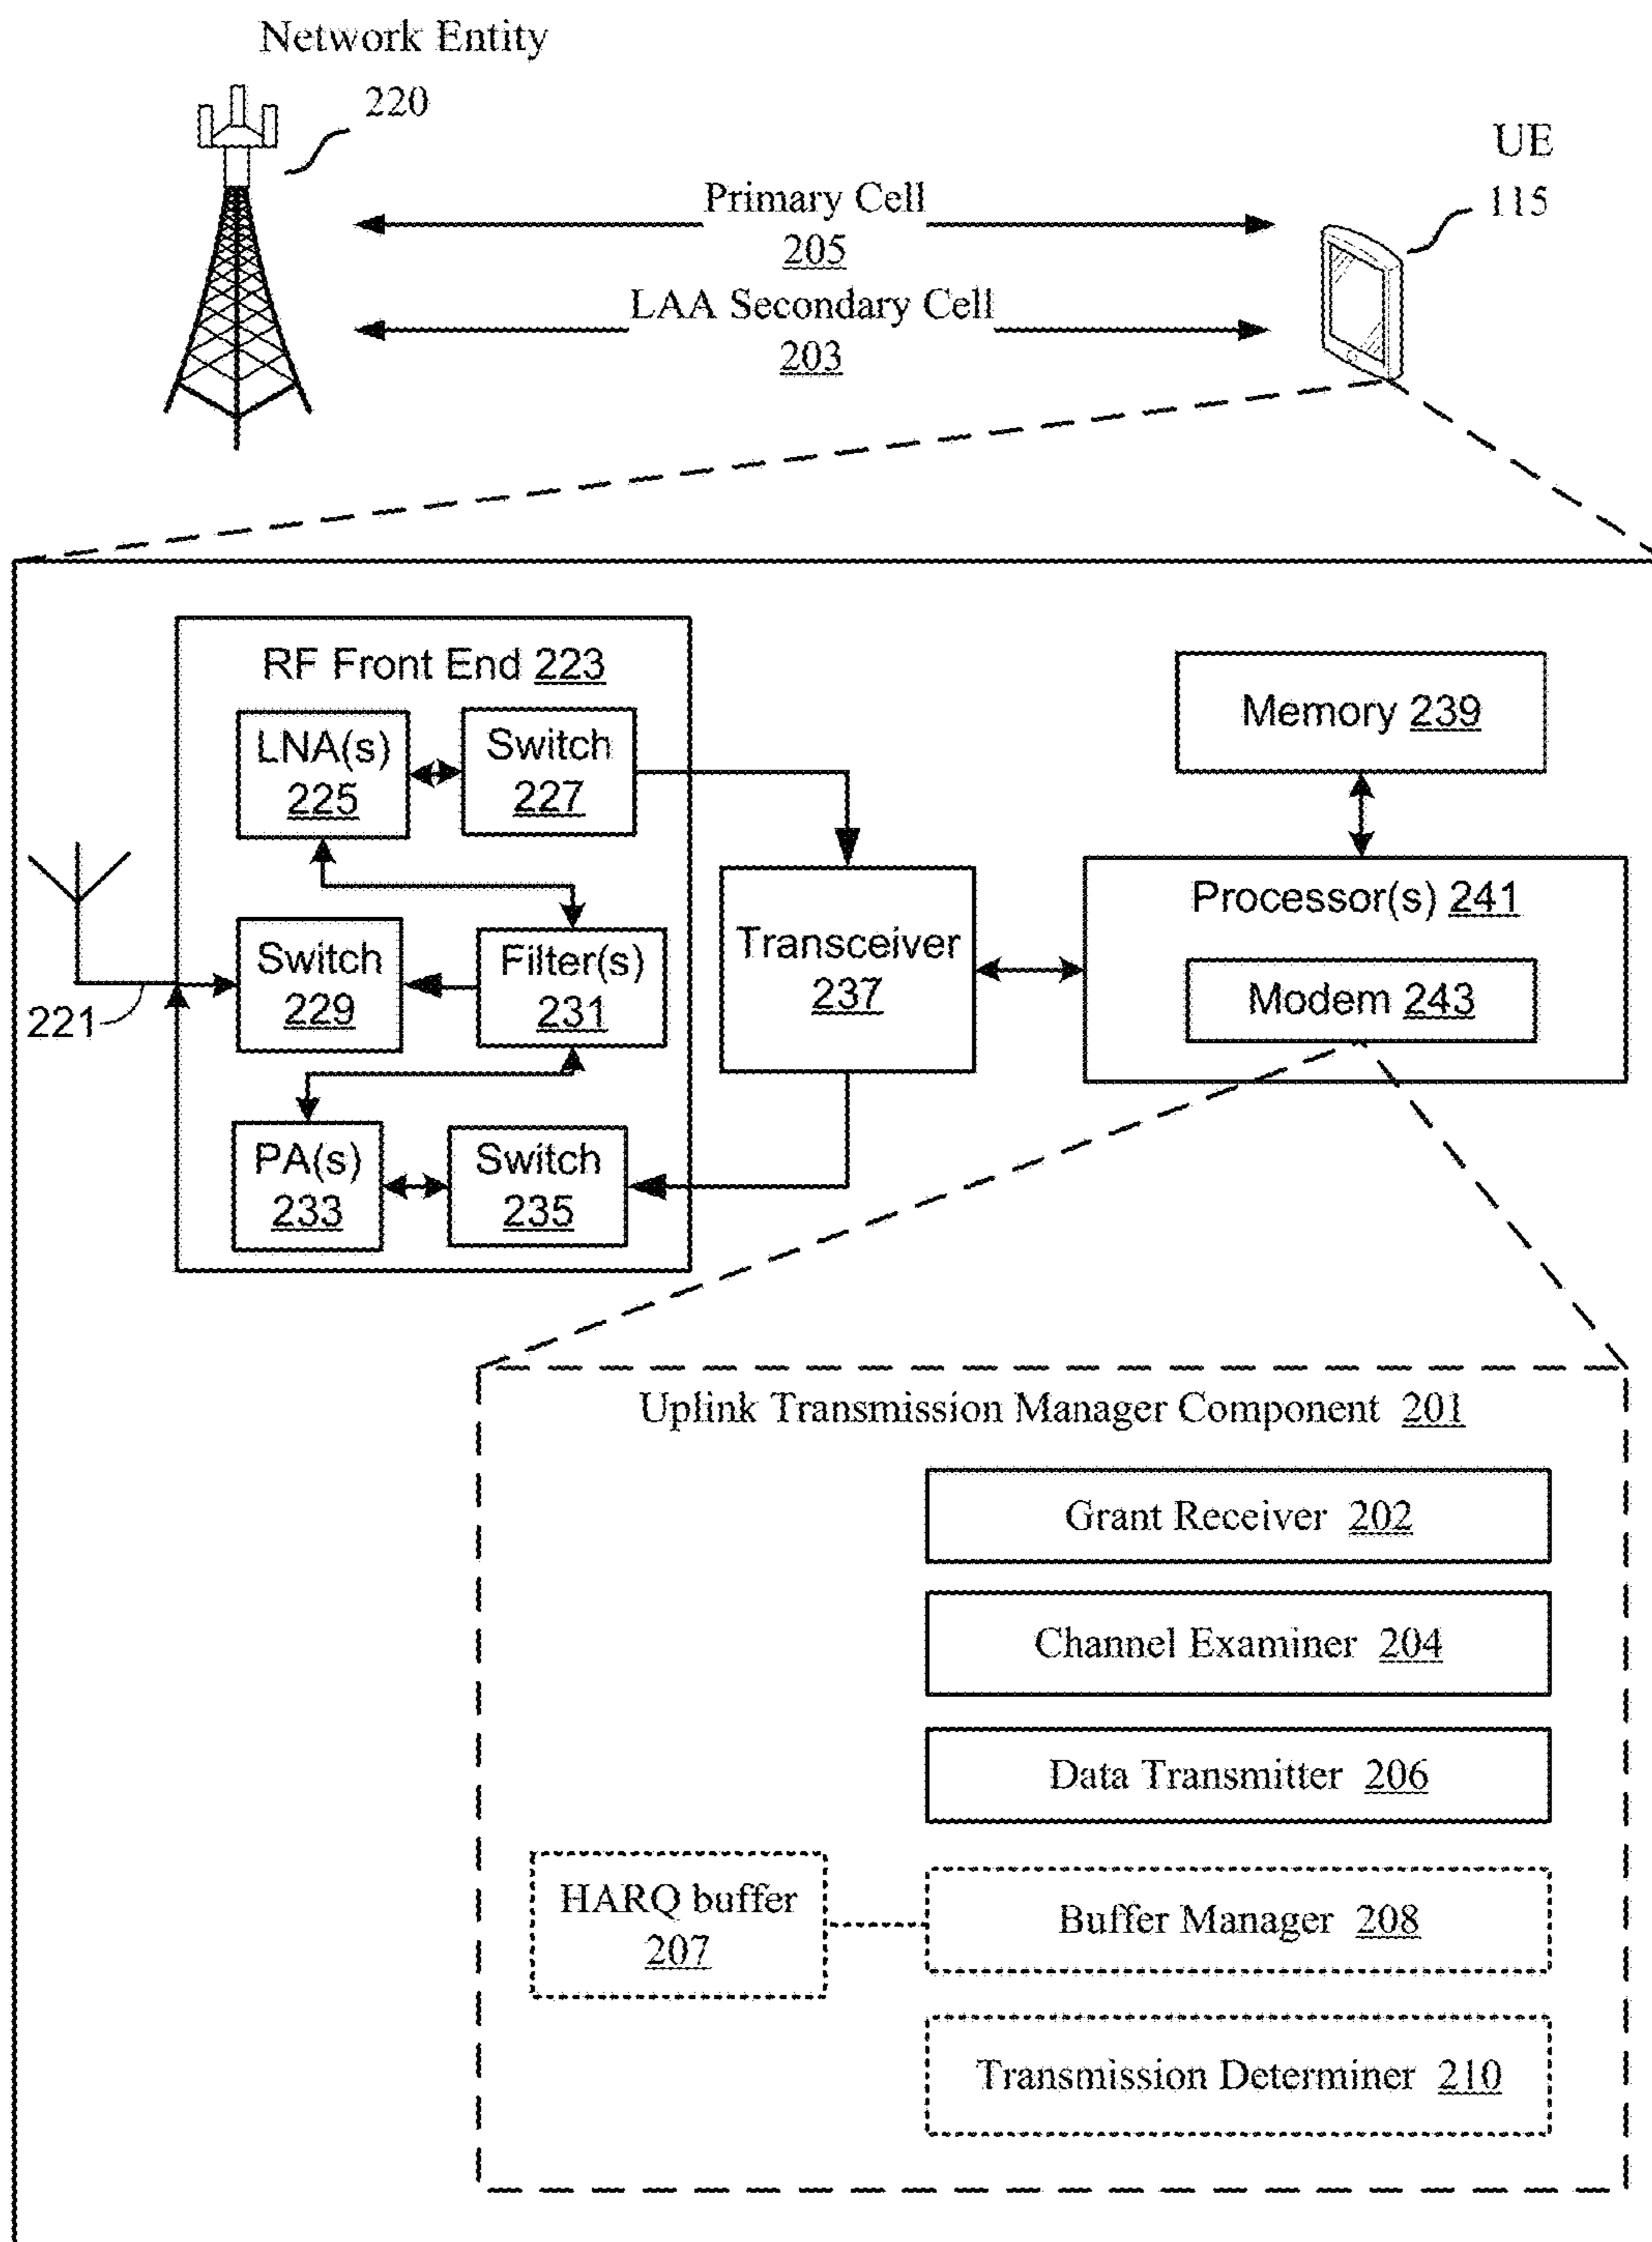 Network Entity
220
UE
115
Primary Cell
205
LAA Secondary Cell
203
RF Front End 223
LNA(s)
225
Switch
227
Memory 239
Processor(s) 241
Modem 243
Transceiver
237
Switch
229
Filter(s)
231
221
PA(s)
233
Switch
235
Uplink Transmission Manager Component 201
Grant Receiver 202
Channel Examiner 204
Data Transmitter 206
HARQ buffer
207
Buffer Manager 208
Transmission Determiner 210